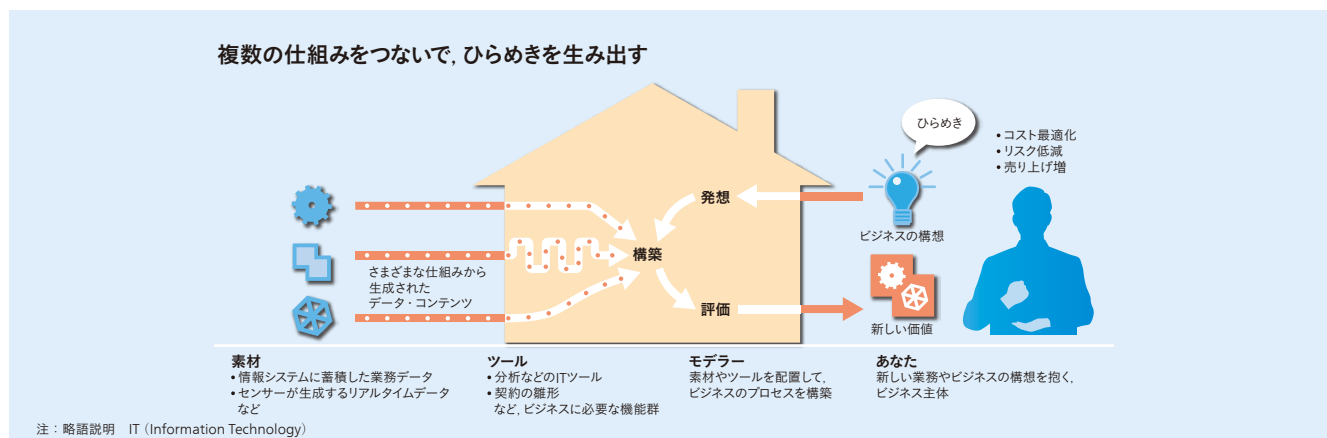 複数の仕組みをつないで，ひらめきを生み出す
ひらめき
• コスト最適化
• リスク低減
• 売り上げ増
発想
ビジネスの構想
構築
さまざまな仕組みから
生成された
データ・コンテンツ
評価
新しい価値
素材
• 情報システムに蓄積した業務データ
• センサーが生成するリアルタイムデータ
など
ツール
• 分析などのITツール
• 契約の雛形
など，ビジネスに必要な機能群
モデラー
素材やツールを配置して，
ビジネスのプロセスを構築
あなた
新しい業務やビジネスの構想を抱く，
ビジネス主体
注：略語説明　IT（Information Technology）